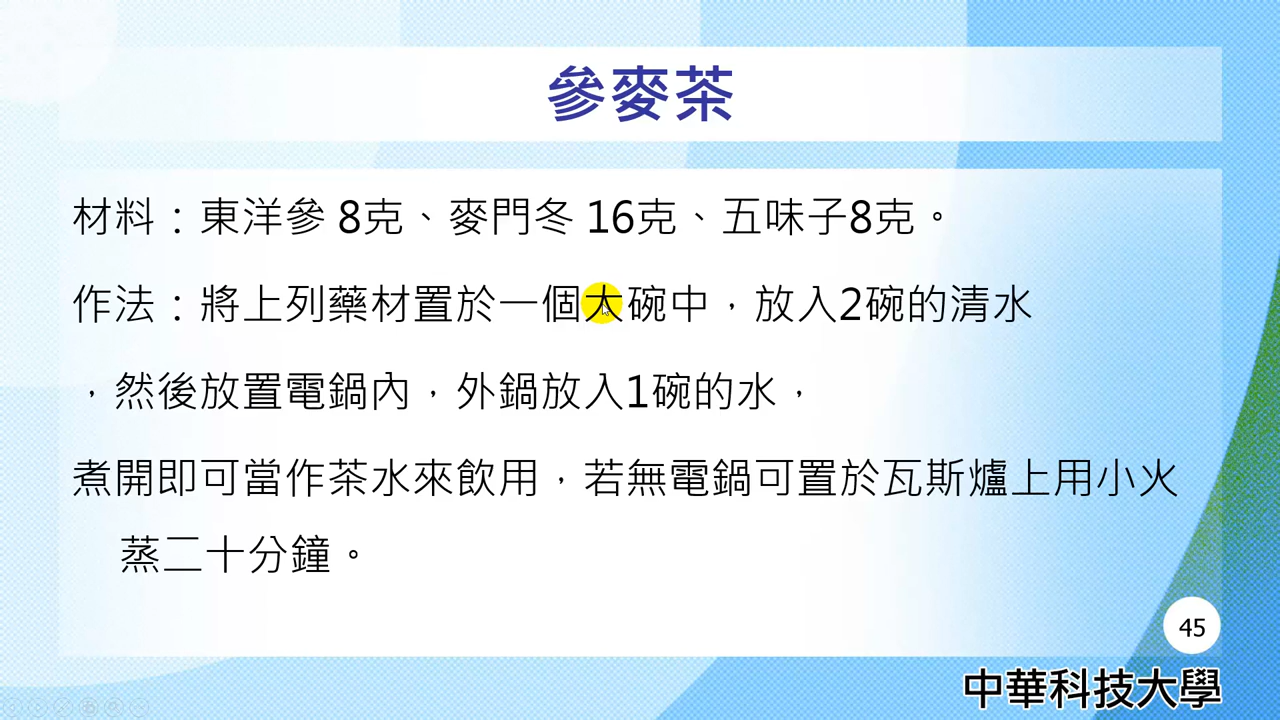 參麥茶
材料：東洋參 8克、麥門冬 16克、五味子8克。
作法：將上列藥材置於一個大碗中，放入2碗的清水
，然後放置電鍋內，外鍋放入1碗的水，
煮開即可當作茶水來飲用，若無電鍋可置於瓦斯爐上用小火
蒸二十分鐘。
45
中華科技大學